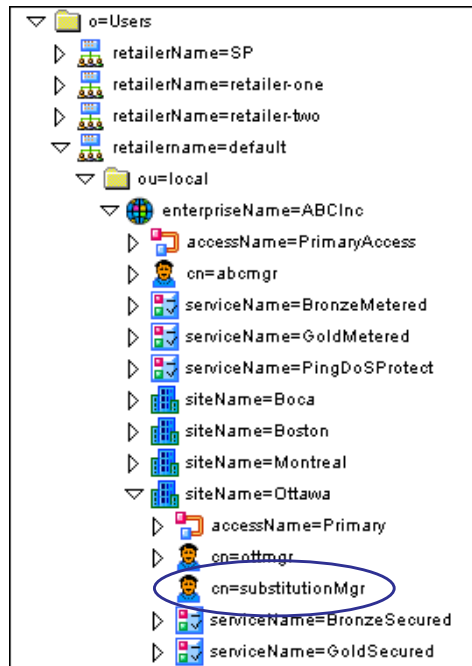 o=Users
retailerName=SP
retailerName=retailer-one
retailerName=retailer-two
retailername=default
ou=local
enterpriseName=ABCInc
accessName=PrimaryAccess
cn=abcmgr
serviceName=BronzeMetered
serviceName=GoldMetered
serviceName=PingDoSProtect
siteName=Boca
siteName=Boston
siteName=Montreal
siteName=Ottawa
accessName=Primary
cn=ottmgr
cn=substitutionMgr
serviceName=BronzeSecured
serviceName=GoldSecured